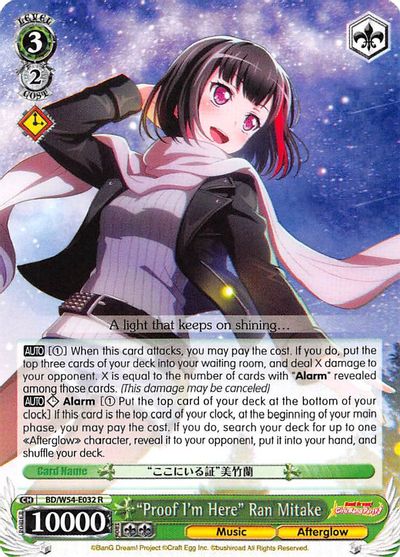 LEVEL
3
2
COST
A light that keeps on shining…
AUTO [①] When this card attacks, you may pay the cost. If you do, put the
top three cards of your deck into your waiting room, and deal X damage to
your opponent. X is equal to the number of cards with "Alarm" revealed
among those cards. (This damage may be canceled)
AUTO Alarm [① Put the top card of your deck at the bottom of your
clock] If this card is the top card of your clock, at the beginning of your main
phase, you may pay the cost. If you do, search your deck for up to one
«Afterglow» character, reveal it to your opponent, put it into your hand, and
shuffle your deck.
Card Name
“ここにいる証”美竹蘭
CH BD/W54-E032 R
“Proof I'm Here” Ran Mitake
POWER
10000
Music
Afterglow
©BanG Dream! Project ©Craft Egg Inc. ©bushiroad All Rights Reserved.